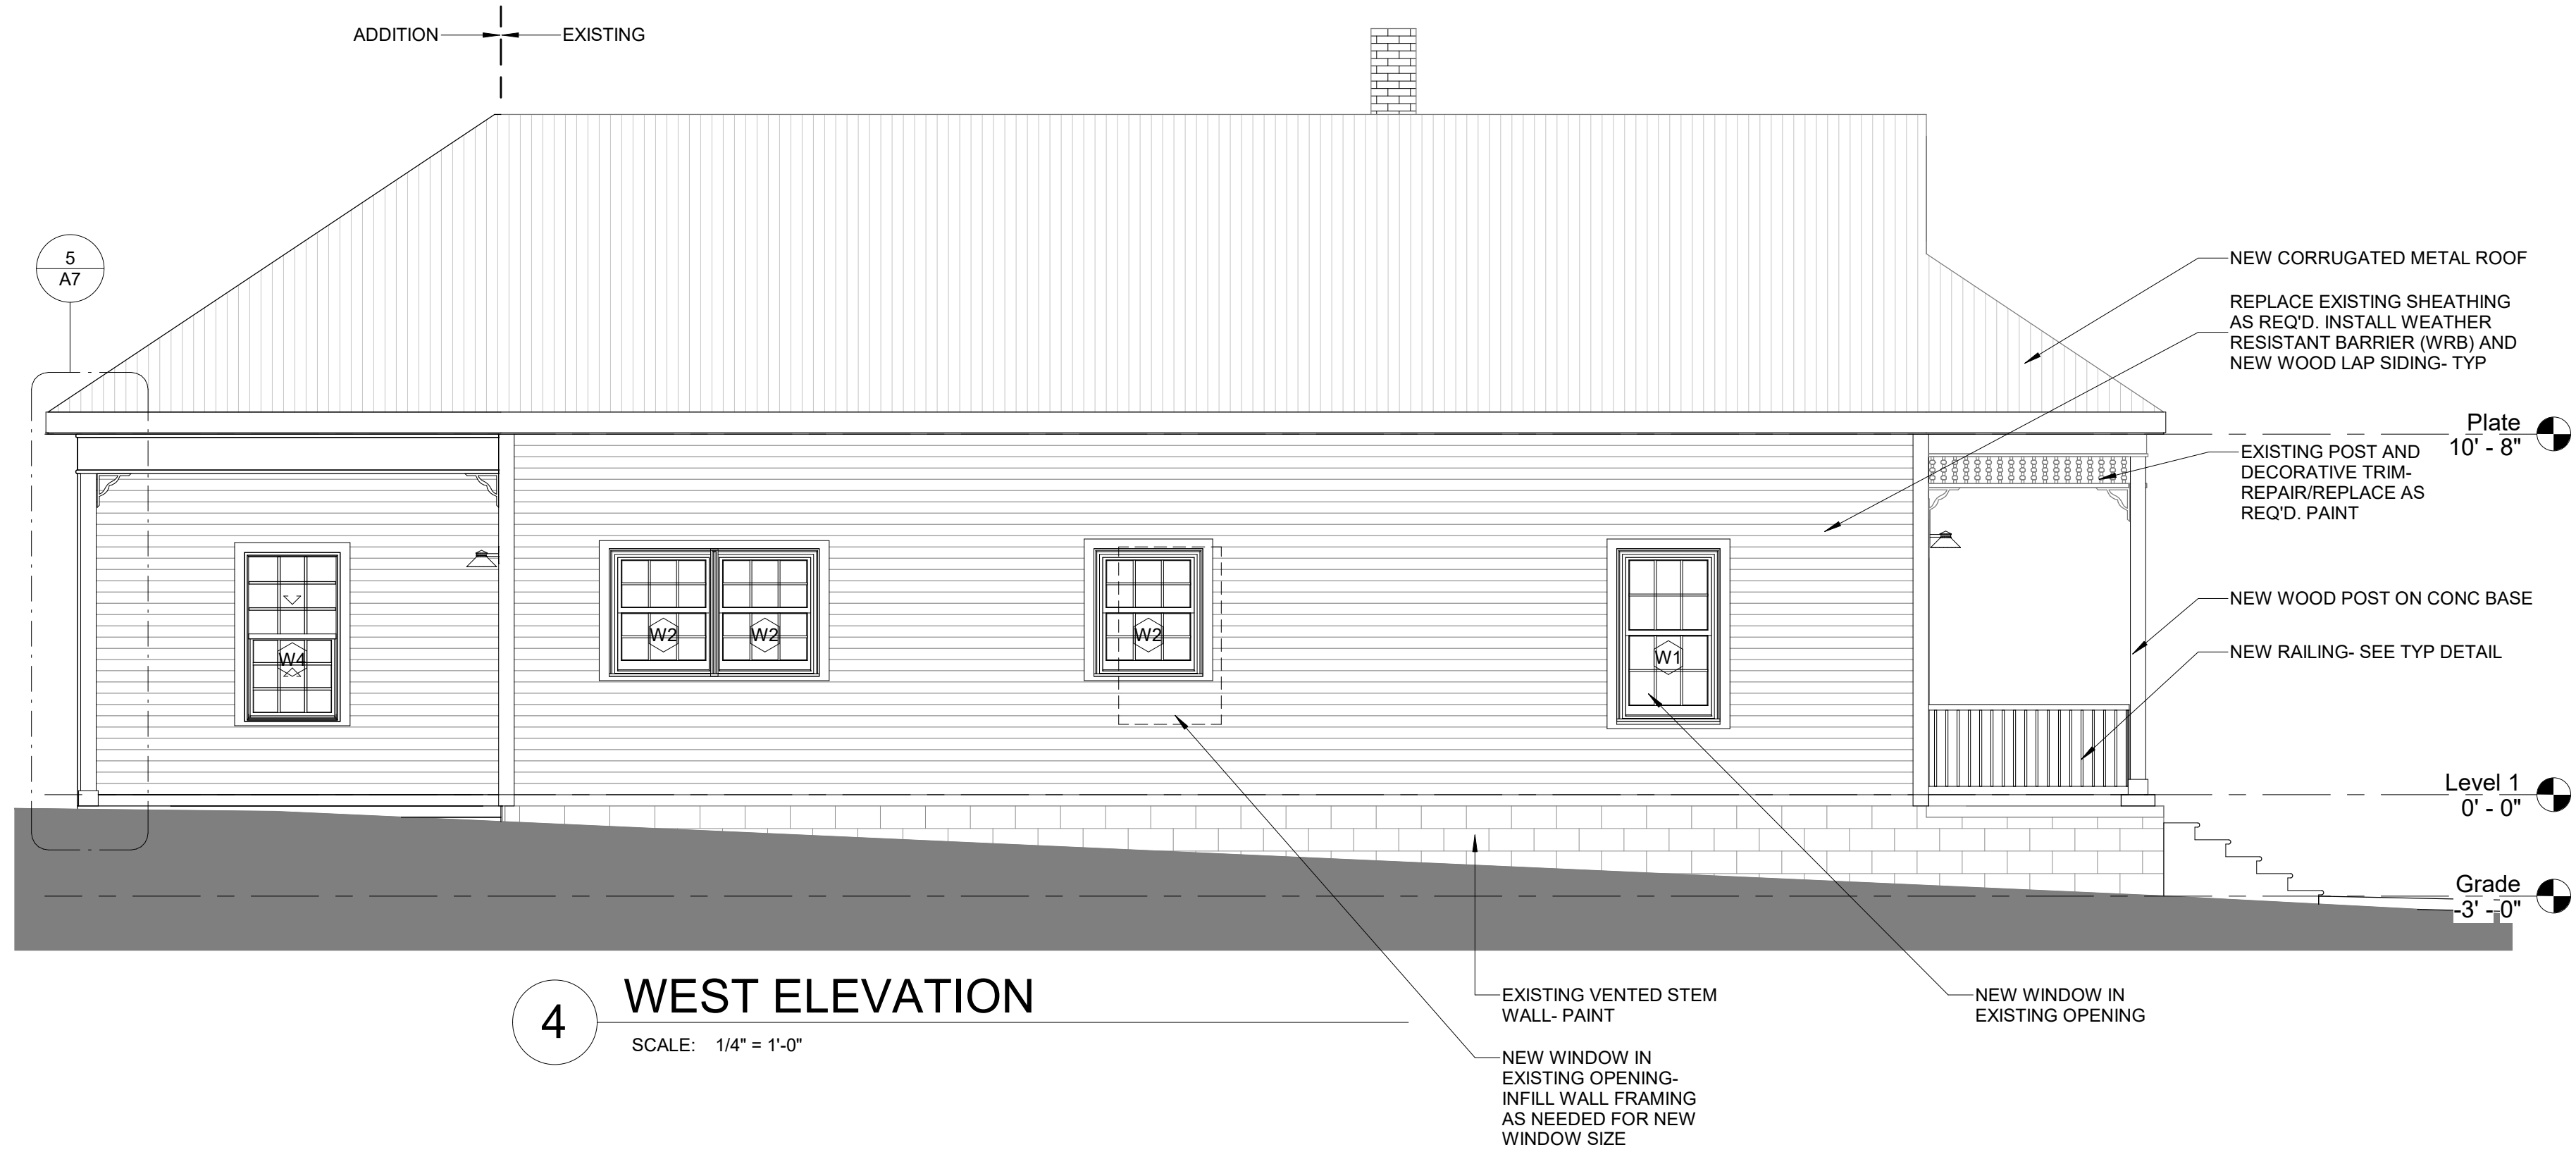 ADDITION
EXISTING
5
A7
NEW CORRUGATED METAL ROOF
REPLACE EXISTING SHEATHING
AS REQ'D. INSTALL WEATHER
RESISTANT BARRIER (WRB) AND
NEW WOOD LAP SIDING- TYP
Plate
10' - 8"
EXISTING POST AND
DECORATIVE TRIM-
REPAIR/REPLACE AS
REQ'D. PAINT
NEW WOOD POST ON CONC BASE
NEW RAILING- SEE TYP DETAIL
W4
W2
W2
W2
W1
Level 1
0' - 0"
Grade
-3' - 0"
4
WEST ELEVATION
SCALE: 1/4" = 1'-0"
EXISTING VENTED STEM
WALL- PAINT
NEW WINDOW IN
EXISTING OPENING-
INFILL WALL FRAMING
AS NEEDED FOR NEW
WINDOW SIZE
NEW WINDOW IN
EXISTING OPENING